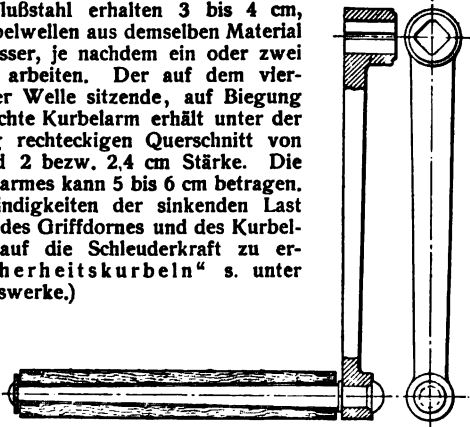 lußstahl erhalten 3 bis 4 cm,
belwellen aus demselben Material
sser, je nachdem ein oder zwei
arbeiten. Der auf dem vier-
er Welle sitzende, auf Biegung
chte Kurbelarm erhält unter der
g rechteckigen Querschnitt von
d 2 bezw. 2,4 cm Stärke. Die
armes kann 5 bis 6 cm betragen.
indigkeiten der sinkenden Last
des Griffdornes und des Kurbel-
auf die Schleuderkraft zu er-
herheitskurbeln“ s. unter
swerke.)